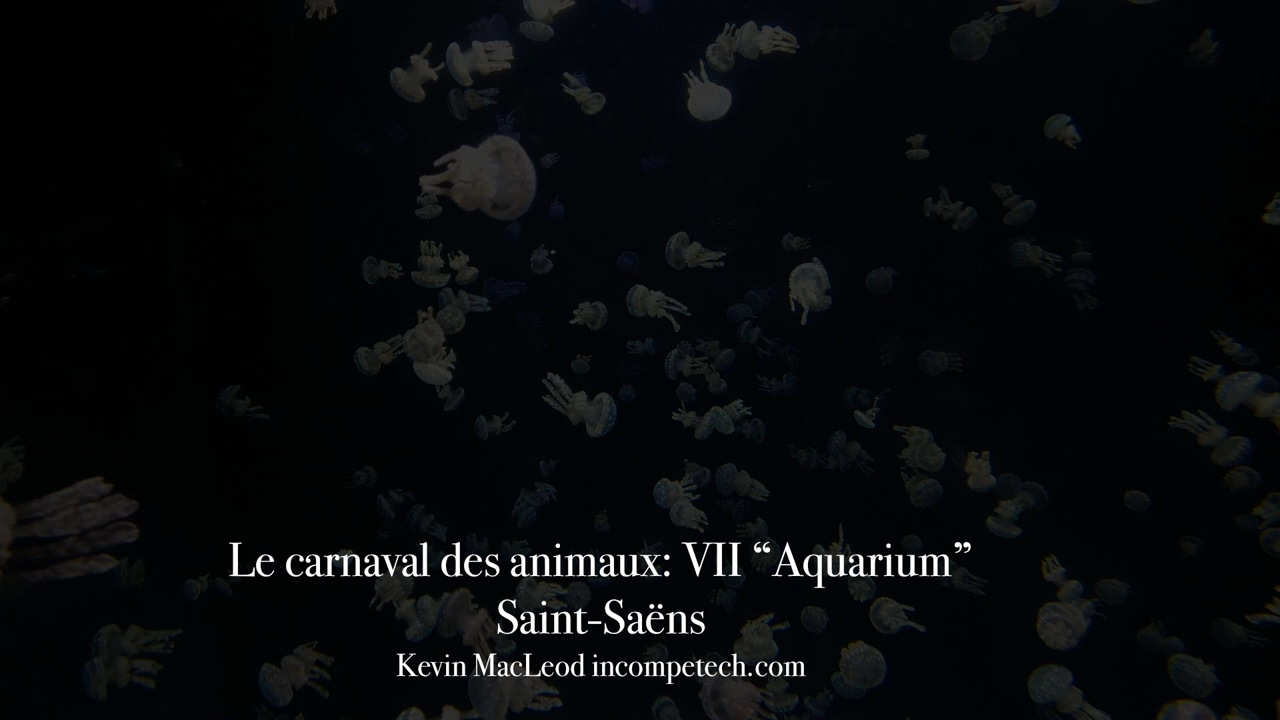 Le carnaval des animaux: VII “Aquarium”
Saint-Saëns
Kevin MacLeod incompetech.com